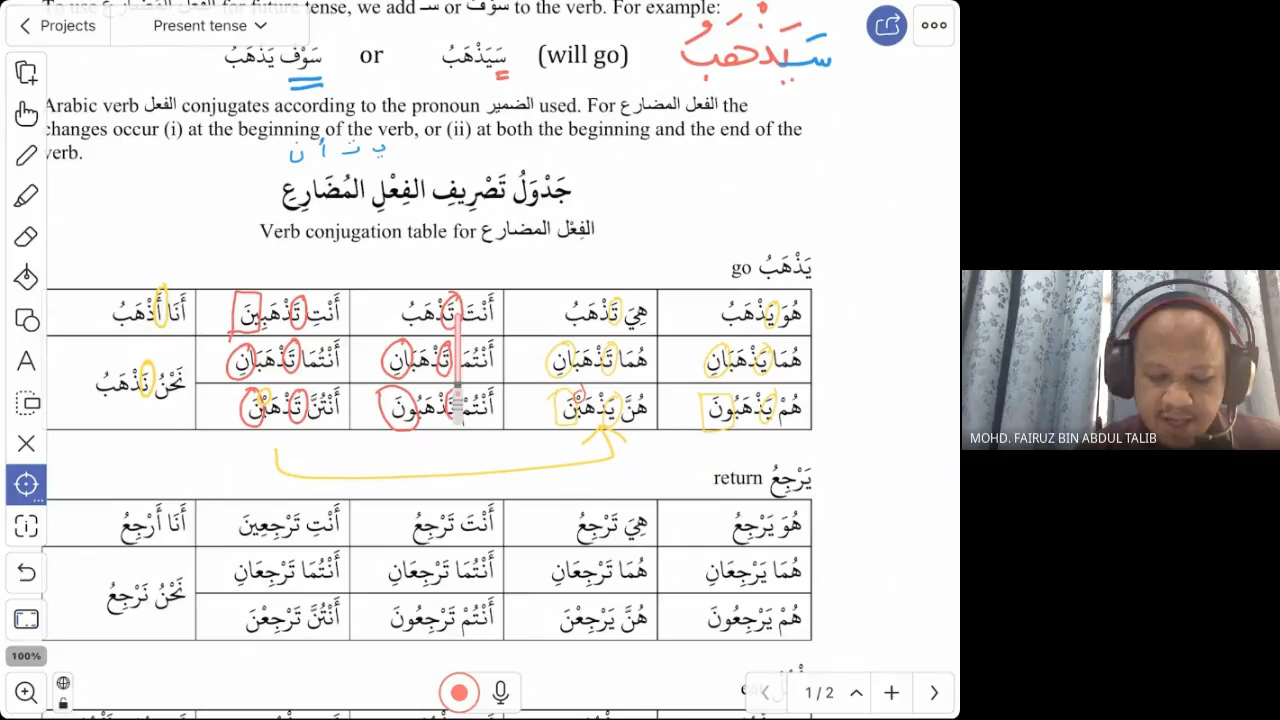 To use الفعل المضارع for future tense, we add سـ or سوف to the verb. For example:
Projects
Present tense
سَوْف يَذْهَبُ or سَيَذْهَبُ (will go) سَيَذْهَبُ
Arabic verb الفعل conjugates according to the pronoun الضمير used. For الفعل المضارع the
changes occur (i) at the beginning of the verb, or (ii) at both the beginning and the end of the
verb.
يـ تـ أ ن
جَدْوَلُ تَصْرِيفِ الفِعْلِ المُضَارِعِ
Verb conjugation table for الفِعْل المضارع
go يَذْهَبُ
هُوَ يَذْهَبُ هِيَ تَذْهَبُ أَنْتَ تَذْهَبُ أَنْتِ تَذْهَبِينَ أَنَا أَذْهَبُ
هُمَا يَذْهَبَانِ هُمَا تَذْهَبَانِ أَنْتُمَا تَذْهَبَانِ أَنْتُمَا تَذْهَبَانِ نَحْنُ نَذْهَبُ
هُمْ يَذْهَبُونَ هُنَّ يَذْهَبْنَ أَنْتُمْ تَذْهَبُونَ أَنْتُنَّ تَذْهَبْنَ
return يَرْجِعُ
هُوَ يَرْجِعُ هِيَ تَرْجِعُ أَنْتَ تَرْجِعُ أَنْتِ تَرْجِعِينَ أَنَا أَرْجِعُ
هُمَا يَرْجِعَانِ هُمَا تَرْجِعَانِ أَنْتُمَا تَرْجِعَانِ أَنْتُمَا تَرْجِعَانِ نَحْنُ نَرْجِعُ
هُمْ يَرْجِعُونَ هُنَّ يَرْجِعْنَ أَنْتُمْ تَرْجِعُونَ أَنْتُنَّ تَرْجِعْنَ
100%
1/2
MOHD. FAIRUZ BIN ABDUL TALIB